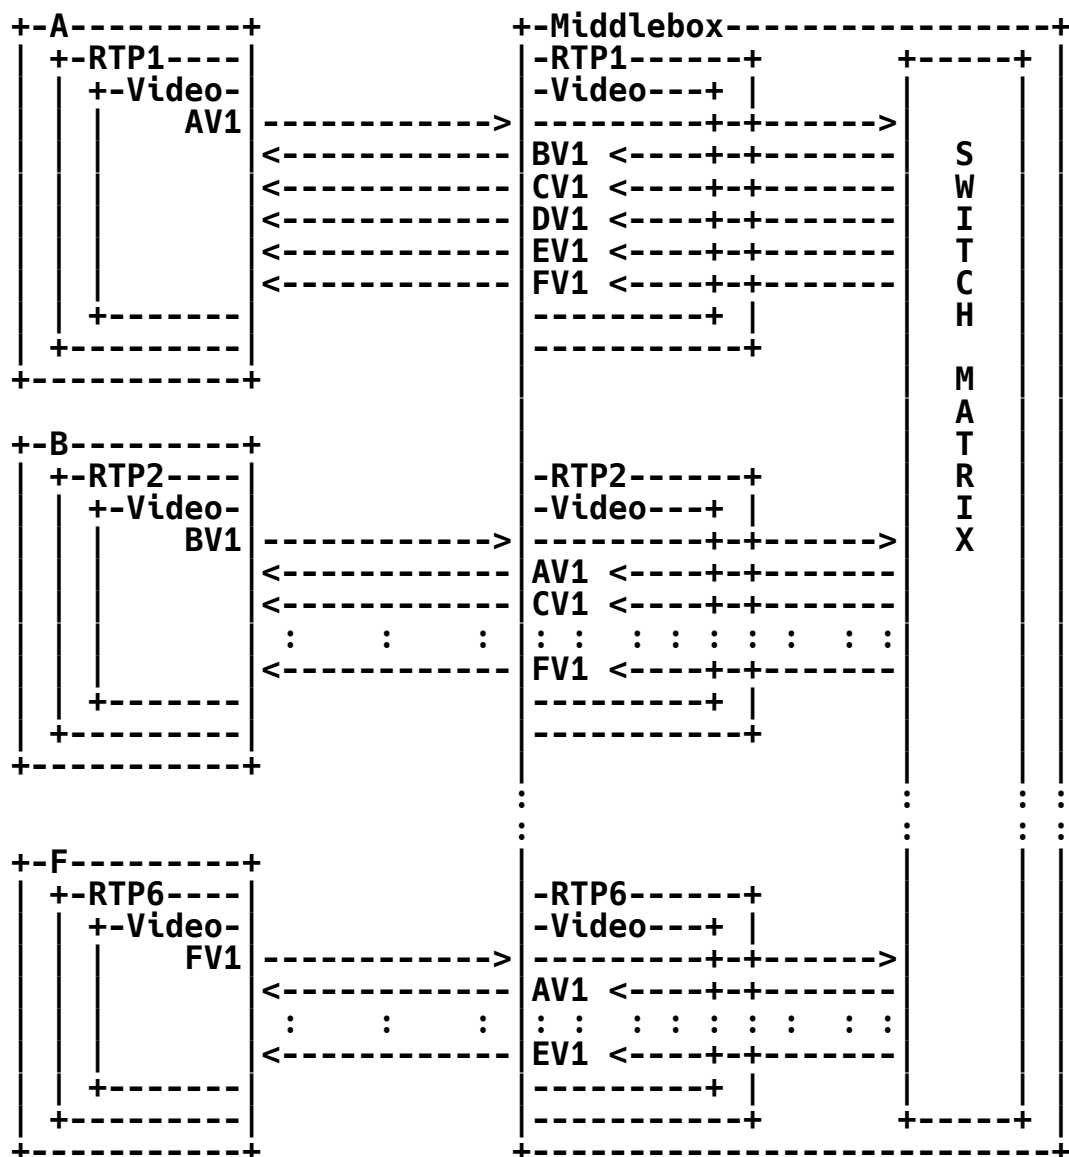 +-A---------+             +-Middlebox-----------------+
| +-RTP1----|             |-RTP1------+       +-----+ |
| | +-Video-|             |-Video---+ |       |     | |
| | |    AV1|------------>|---------+-+------>|     | |
| | |       |<------------|BV1 <----+-+-------|  S  | |
| | |       |<------------|CV1 <----+-+-------|  W  | |
| | |       |<------------|DV1 <----+-+-------|  I  | |
| | |       |<------------|EV1 <----+-+-------|  T  | |
| | |       |<------------|FV1 <----+-+-------|  C  | |
| | +-------|             |---------+ |       |  H  | |
| +---------|             |-----------+       |     | |
+-----------+             |                   |  M  | |
                          |                   |  A  | |
+-B---------+             |                   |  T  | |
| +-RTP2----|             |-RTP2------+       |  R  | |
| | +-Video-|             |-Video---+ |       |  I  | |
| | |    BV1|------------>|---------+-+------>|  X  | |
| | |       |<------------|AV1 <----+-+-------|     | |
| | |       |<------------|CV1 <----+-+-------|     | |
| | |       | :    :    : |: :  : : : : :  : :|     | |
| | |       |<------------|FV1 <----+-+-------|     | |
| | +-------|             |---------+ |       |     | |
| +---------|             |-----------+       |     | |
+-----------+             |                   |     | |
                          :                   :     : :
                          :                   :     : :
+-F---------+             |                   |     | |
| +-RTP6----|             |-RTP6------+       |     | |
| | +-Video-|             |-Video---+ |       |     | |
| | |    FV1|------------>|---------+-+------>|     | |
| | |       |<------------|AV1 <----+-+-------|     | |
| | |       | :    :    : |: :  : : : : :  : :|     | |
| | |       |<------------|EV1 <----+-+-------|     | |
| | +-------|             |---------+ |       |     | |
| +---------|             |-----------+       +-----+ |
+-----------+             +---------------------------+